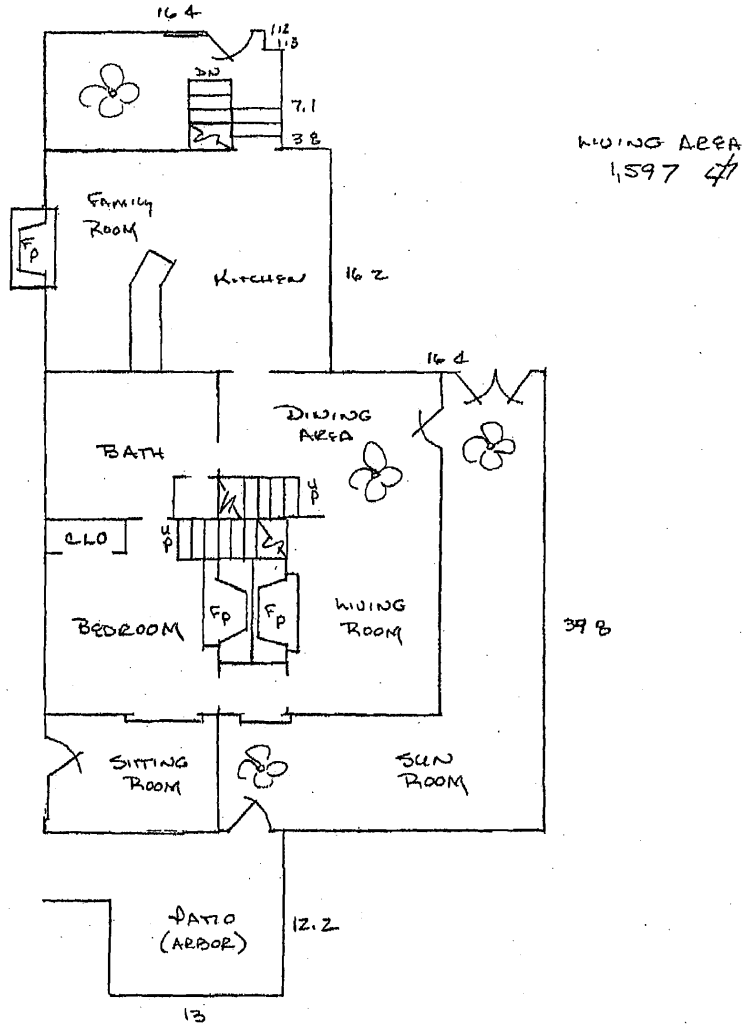 16 4
1.2
1.3
DN
7.1
3 8
LIVING AREA
1,597
FAMILY
ROOM
FP
KITCHEN
16 2
16 4
DINING
AREA
BATH
UP
CLO
UP
FP
FP
LIVING
ROOM
BEDROOM
39 8
SITTING
ROOM
SUN
ROOM
PATIO
(ARBOR)
12.2
13